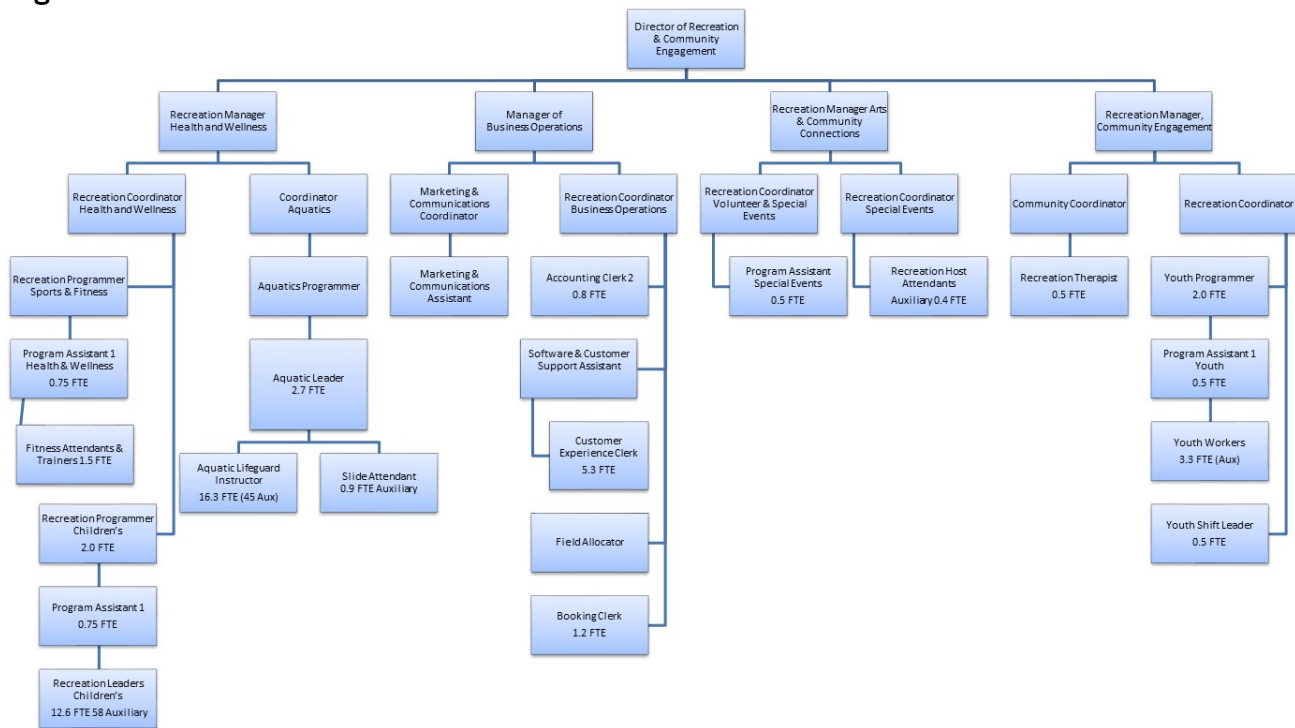 Director of Recreation
& Community
Engagement
Recreation Manager
Health and Wellness
Manager of
Business Operations
Recreation Manager Arts
& Community
Connections
Recreation Manager,
Community Engagement
Recreation Coordinator
Health and Wellness
Coordinator
Aquatics
Marketing &
Communications
Coordinator
Recreation Coordinator
Business Operations
Recreation Coordinator
Volunteer & Special
Events
Recreation Coordinator
Special Events
Community Coordinator
Recreation Coordinator
Recreation Programmer
Sports & Fitness
Aquatics Programmer
Marketing &
Communications
Assistant
Accounting Clerk 2
0.8 FTE
Program Assistant
Special Events
0.5 FTE
Recreation Host
Attendants
Auxiliary 0.4 FTE
Recreation Therapist
0.5 FTE
Youth Programmer
2.0 FTE
Program Assistant 1
Health & Wellness
0.75 FTE
Aquatic Leader
2.7 FTE
Software & Customer
Support Assistant
Program Assistant 1
Youth
0.5 FTE
Fitness Attendants &
Trainers 1.5 FTE
Aquatic Lifeguard
Instructor
16.3 FTE (45 Aux)
Slide Attendant
0.9 FTE Auxiliary
Customer
Experience Clerk
5.3 FTE
Youth Workers
3.3 FTE (Aux)
Recreation Programmer
Children's
2.0 FTE
Field Allocator
Youth Shift Leader
0.5 FTE
Program Assistant 1
0.75 FTE
Booking Clerk
1.2 FTE
Recreation Leaders
Children's
12.6 FTE 58 Auxiliary